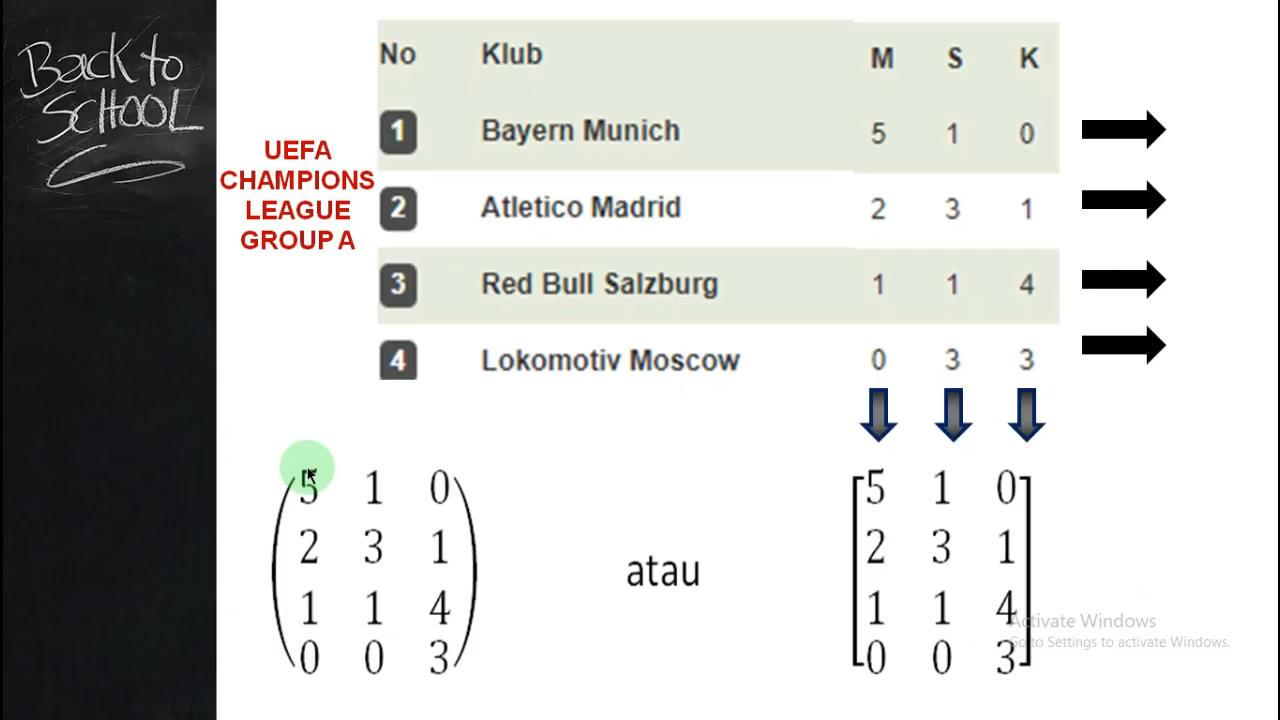 Back to
SCHOOL
UEFA
CHAMPIONS
LEAGUE
GROUP A
No Klub M S K
1 Bayern Munich 5 1 0
2 Atletico Madrid 2 3 1
3 Red Bull Salzburg 1 1 4
4 Lokomotiv Moscow 0 3 3
5 1 0
2 3 1
1 1 4
0 0 3
atau
5 1 0
2 3 1
1 1 4
0 0 3
Activate Windows
Go to Settings to activate Windows.